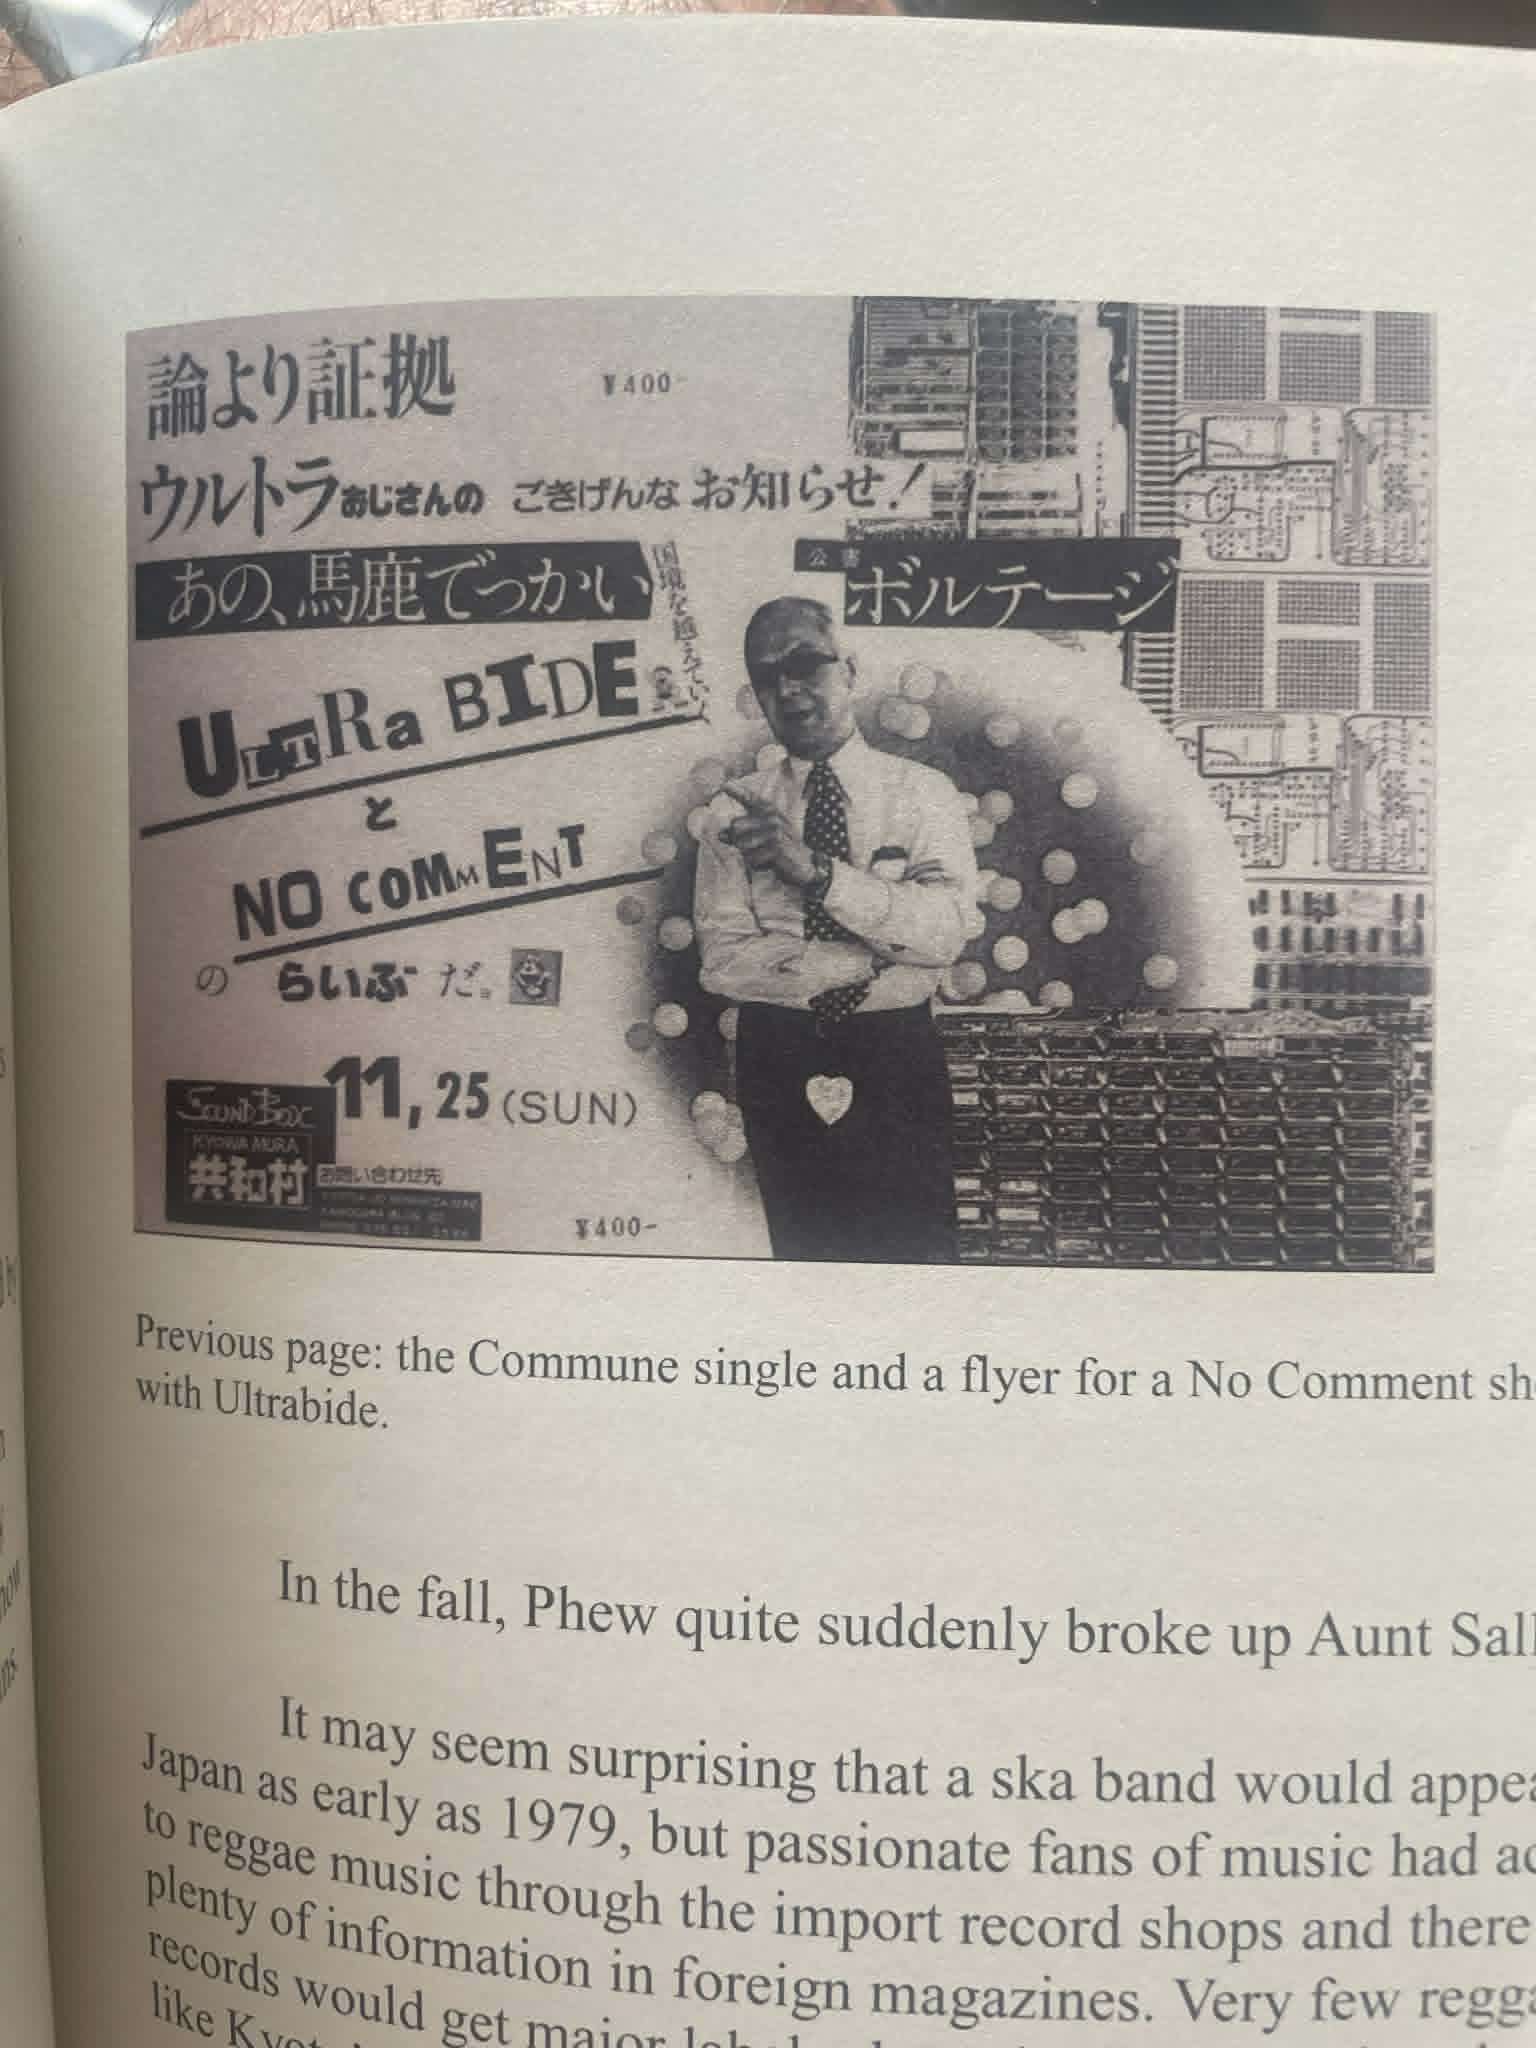 論より証拠
¥400-
ウルトラおじさんの ごきげんな お知らせ!
あの、馬鹿でっかい
国境を越えて
公害
ボルテージ
ULTRa BIDE
と
NO COMMENT
の らいぶ だ。
11, 25 (SUN)
SOUND BOX
KYOWA MURA
共和村
お問い合わせ先
¥400-
Previous page: the Commune single and a flyer for a No Comment
with Ultrabide.
In the fall, Phew quite suddenly broke up Aunt
It may seem surprising that a ska band would
Japan as early as 1979, but passionate fans of music had
to reggae music through the import record shops and there
plenty of information in foreign magazines. Very few
records would get major
like